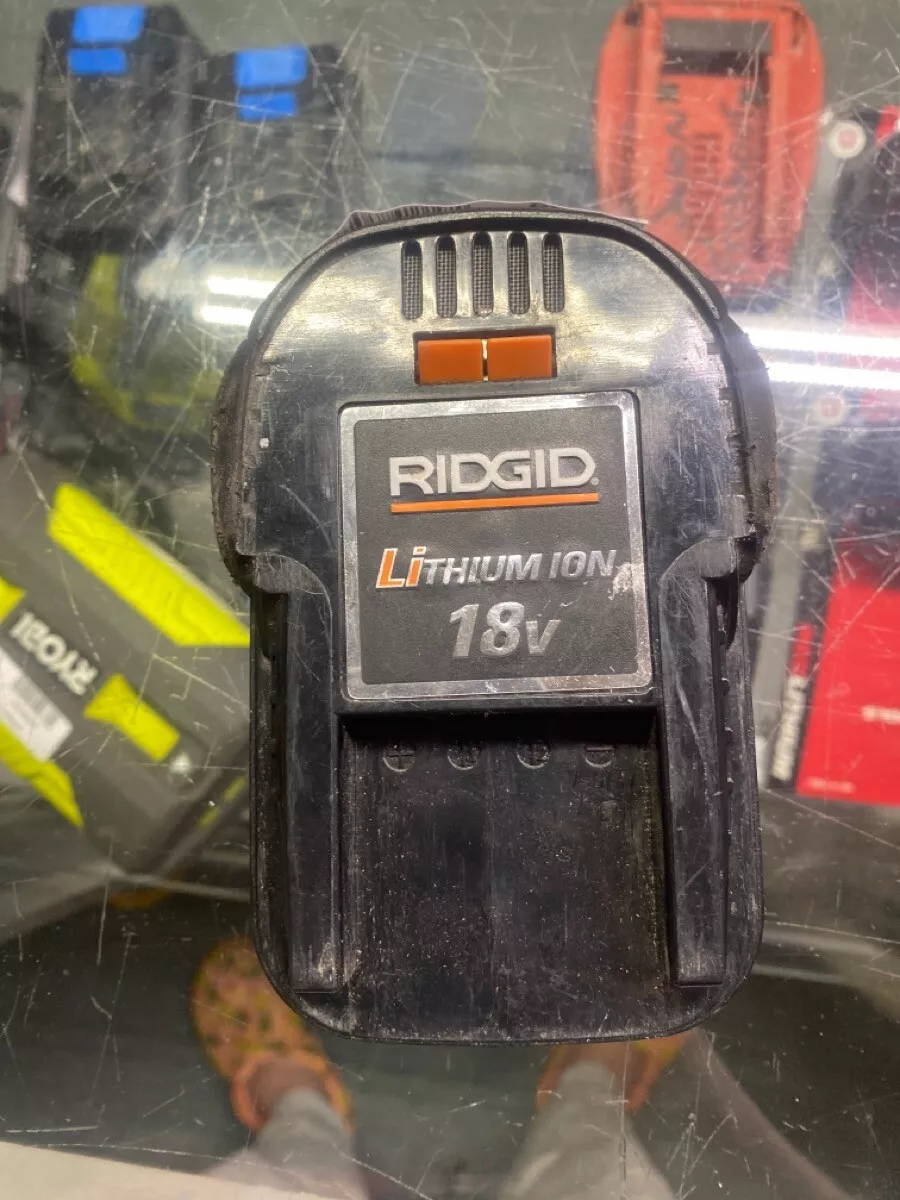 RIDGID®
LiTHIUM ION
18V
+
−
RYOBI